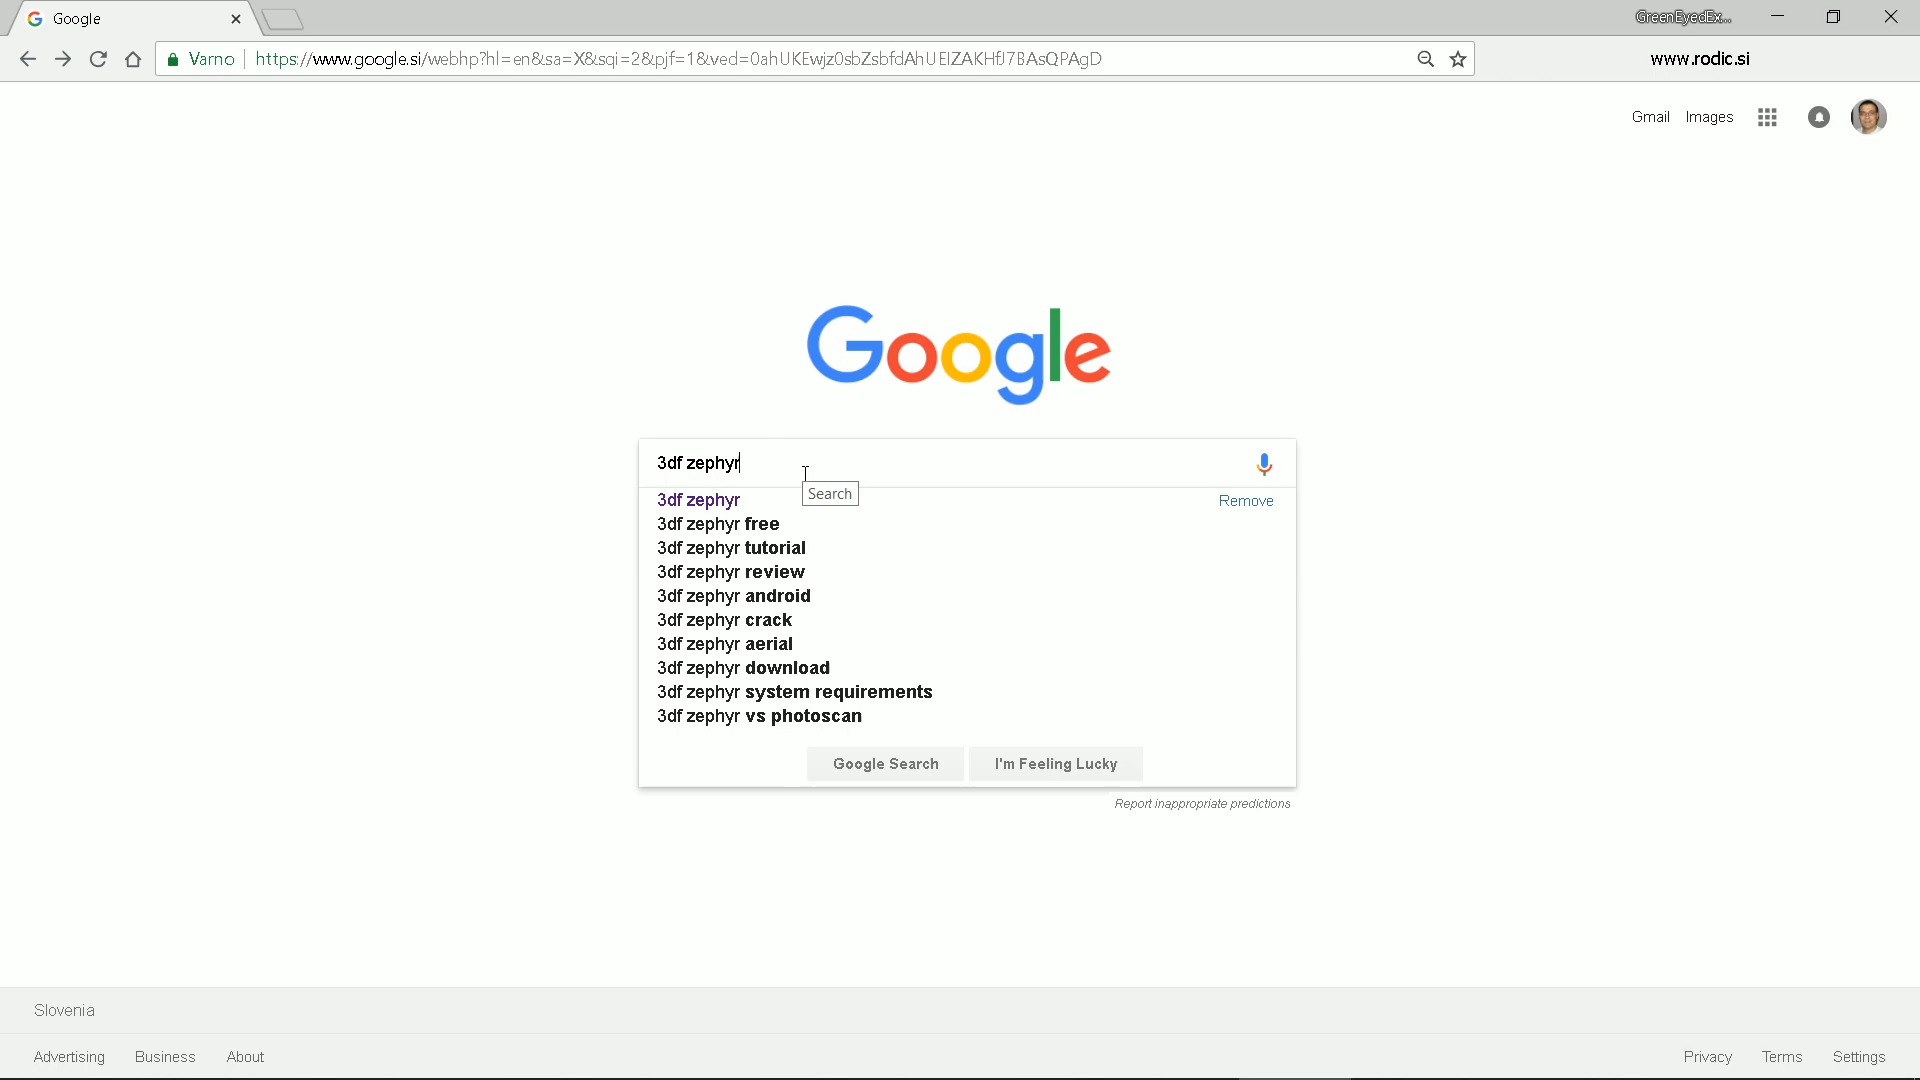 Google
GreenEyedEx...
Varno
https://www.google.si/webhp?hl=en&sa=X&sqi=2&pjf=1&ved=0ahUKEwjz0sbZsbfdAhUEIZAKHfJ7BAsQPAgD
www.rodic.si
Gmail Images
Google
3df zephyr
Search
3df zephyr
Remove
3df zephyr free
3df zephyr tutorial
3df zephyr review
3df zephyr android
3df zephyr crack
3df zephyr aerial
3df zephyr download
3df zephyr system requirements
3df zephyr vs photoscan
Google Search
I'm Feeling Lucky
Report inappropriate predictions
Slovenia
Advertising Business About
Privacy Terms Settings